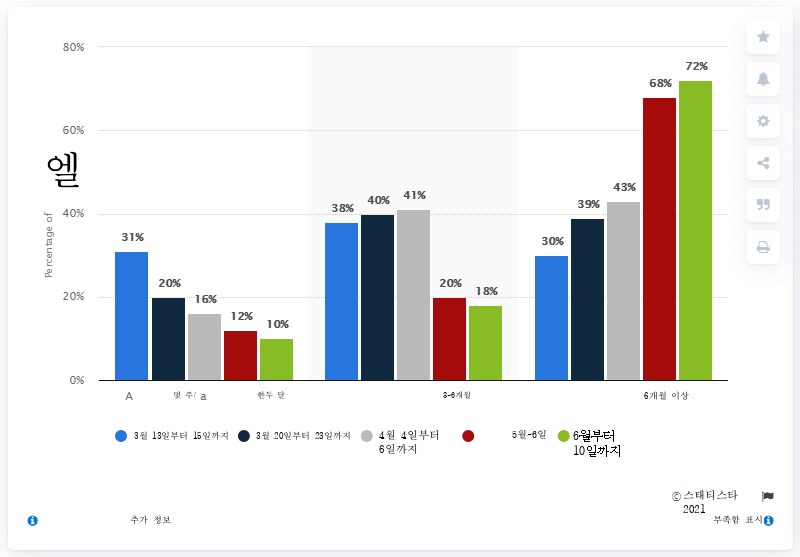 80%
60%
40%
20%
0%
엘
Percentage of
31%
20%
16%
12%
10%
38%
40%
41%
20%
18%
30%
39%
43%
68%
72%
A 몇 주/ a 한두 달
3-6개월
6개월 이상
3월 13일부터 15일까지
3월 20일부터 23일까지
4월 4일부터
6일까지
5월~6일
6월부터
10일까지
© 스태티스타
2021
추가 정보
부족함 표시